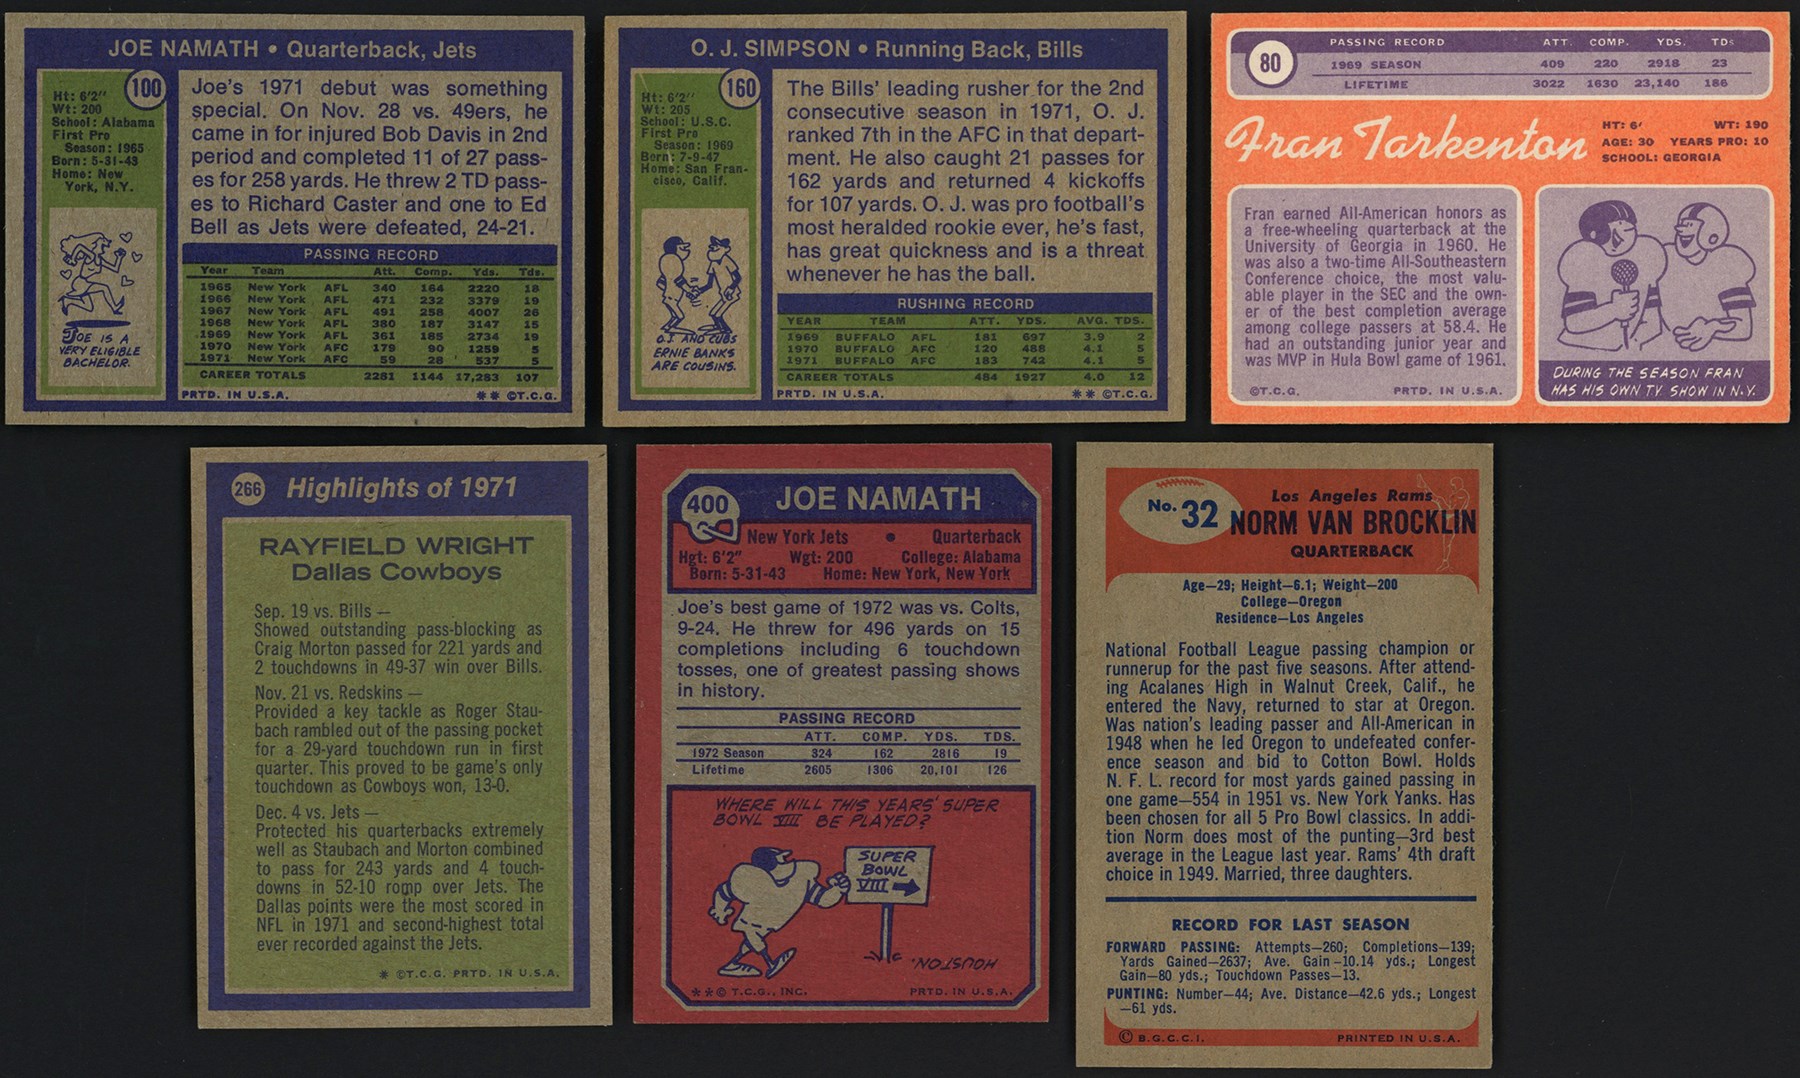 JOE NAMATH • Quarterback, Jets
100
Ht: 6'2"
Wt: 200
School: Alabama
First Pro
Season: 1965
Born: 5-31-43
Home: New
York, N.Y.
JOE IS A
VERY ELIGIBLE
BACHELOR.
Joe's 1971 debut was something
special. On Nov. 28 vs. 49ers, he
came in for injured Bob Davis in 2nd
period and completed 11 of 27 pass-
es for 258 yards. He threw 2 TD pass-
es to Richard Caster and one to Ed
Bell as Jets were defeated, 24-21.
PASSING RECORD
Year Team Att. Comp. Yds. Tds.
1965 New York AFL 340 164 2220 18
1966 New York AFL 471 232 3379 19
1967 New York AFL 491 258 4007 26
1968 New York AFL 380 187 3147 15
1969 New York AFL 361 185 2734 19
1970 New York AFC 179 90 1259 5
1971 New York AFC 59 28 537 5
CAREER TOTALS 2281 1144 17,283 107
PRTD. IN U.S.A. ** ©T.C.G.
O. J. SIMPSON • Running Back, Bills
160
Ht: 6'2"
Wt: 205
School: U.S.C.
First Pro
Season: 1969
Born: 7-9-47
Home: San Fran-
cisco, Calif.
O.J. AND CUBS
ERNIE BANKS
ARE COUSINS.
The Bills' leading rusher for the 2nd
consecutive season in 1971, O. J.
ranked 7th in the AFC in that depart-
ment. He also caught 21 passes for
162 yards and returned 4 kickoffs
for 107 yards. O. J. was pro football's
most heralded rookie ever, he's fast,
has great quickness and is a threat
whenever he has the ball.
RUSHING RECORD
YEAR TEAM ATT. YDS. AVG. TDS.
1969 BUFFALO AFL 181 697 3.9 2
1970 BUFFALO AFC 120 488 4.1 5
1971 BUFFALO AFC 183 742 4.1 5
CAREER TOTALS 484 1927 4.0 12
PRTD. IN U.S.A. ** ©T.C.G.
80
PASSING RECORD ATT. COMP. YDS. TDs
1969 SEASON 409 220 2918 23
LIFETIME 3022 1630 23,140 186
Fran Tarkenton
HT: 6' WT: 190
AGE: 30 YEARS PRO: 10
SCHOOL: GEORGIA
Fran earned All-American honors as
a free-wheeling quarterback at the
University of Georgia in 1960. He
was also a two-time All-Southeastern
Conference choice, the most valu-
able player in the SEC and the own-
er of the best completion average
among college passers at 58.4. He
had an outstanding junior year and
was MVP in Hula Bowl game of 1961.
©T.C.G. PRTD. IN U.S.A.
DURING THE SEASON FRAN
HAS HIS OWN TV SHOW IN N.Y.
266 Highlights of 1971
RAYFIELD WRIGHT
Dallas Cowboys
Sep. 19 vs. Bills —
Showed outstanding pass-blocking as
Craig Morton passed for 221 yards and
2 touchdowns in 49-37 win over Bills.
Nov. 21 vs. Redskins —
Provided a key tackle as Roger Stau-
bach rambled out of the passing pocket
for a 29-yard touchdown run in first
quarter. This proved to be game's only
touchdown as Cowboys won, 13-0.
Dec. 4 vs. Jets —
Protected his quarterbacks extremely
well as Staubach and Morton combined
to pass for 243 yards and 4 touch-
downs in 52-10 romp over Jets. The
Dallas points were the most scored in
NFL in 1971 and second-highest total
ever recorded against the Jets.
* ©T.C.G. PRTD. IN U.S.A.
400 JOE NAMATH
New York Jets • Quarterback
Hgt: 6'2" Wgt: 200 College: Alabama
Born: 5-31-43 Home: New York, New York
Joe's best game of 1972 was vs. Colts,
9-24. He threw for 496 yards on 15
completions including 6 touchdown
tosses, one of greatest passing shows
in history.
PASSING RECORD
ATT. COMP. YDS. TDS.
1972 Season 324 162 2816 19
Lifetime 2605 1306 20,101 126
WHERE WILL THIS YEARS' SUPER
BOWL VIII BE PLAYED?
SUPER
BOWL
VIII
HOUSTON.
**© T.C.G., INC. PRTD. IN U.S.A.
No. 32
Los Angeles Rams
NORM VAN BROCKLIN
QUARTERBACK
Age—29; Height—6.1; Weight—200
College—Oregon
Residence—Los Angeles
National Football League passing champion or
runnerup for the past five seasons. After attend-
ing Acalanes High in Walnut Creek, Calif., he
entered the Navy, returned to star at Oregon.
Was nation's leading passer and All-American in
1948 when he led Oregon to undefeated confer-
ence season and bid to Cotton Bowl. Holds
N. F. L. record for most yards gained passing in
one game—554 in 1951 vs. New York Yanks. Has
been chosen for all 5 Pro Bowl classics. In addi-
tion Norm does most of the punting—3rd best
average in the League last year. Rams' 4th draft
choice in 1949. Married, three daughters.
RECORD FOR LAST SEASON
FORWARD PASSING: Attempts—260; Completions—139;
Yards Gained—2637; Ave. Gain—10.14 yds.; Longest
Gain—80 yds.; Touchdown Passes—13.
PUNTING: Number—44; Ave. Distance—42.6 yds.; Longest
—61 yds.
© B.G.C.C.I. PRINTED IN U.S.A.